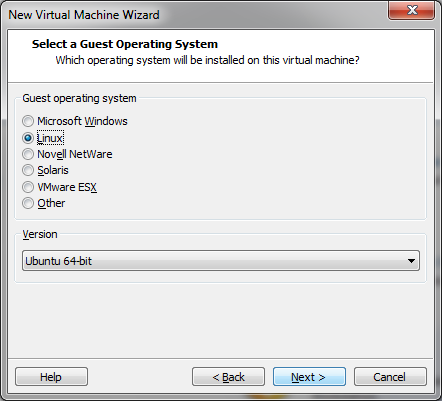 New Virtual Machine Wizard
Select a Guest Operating System
Which operating system will be installed on this virtual machine?
Guest operating system
Microsoft Windows
Linux
Novell NetWare
Solaris
VMware ESX
Other
Version
Ubuntu 64-bit
Help
< Back
Next >
Cancel